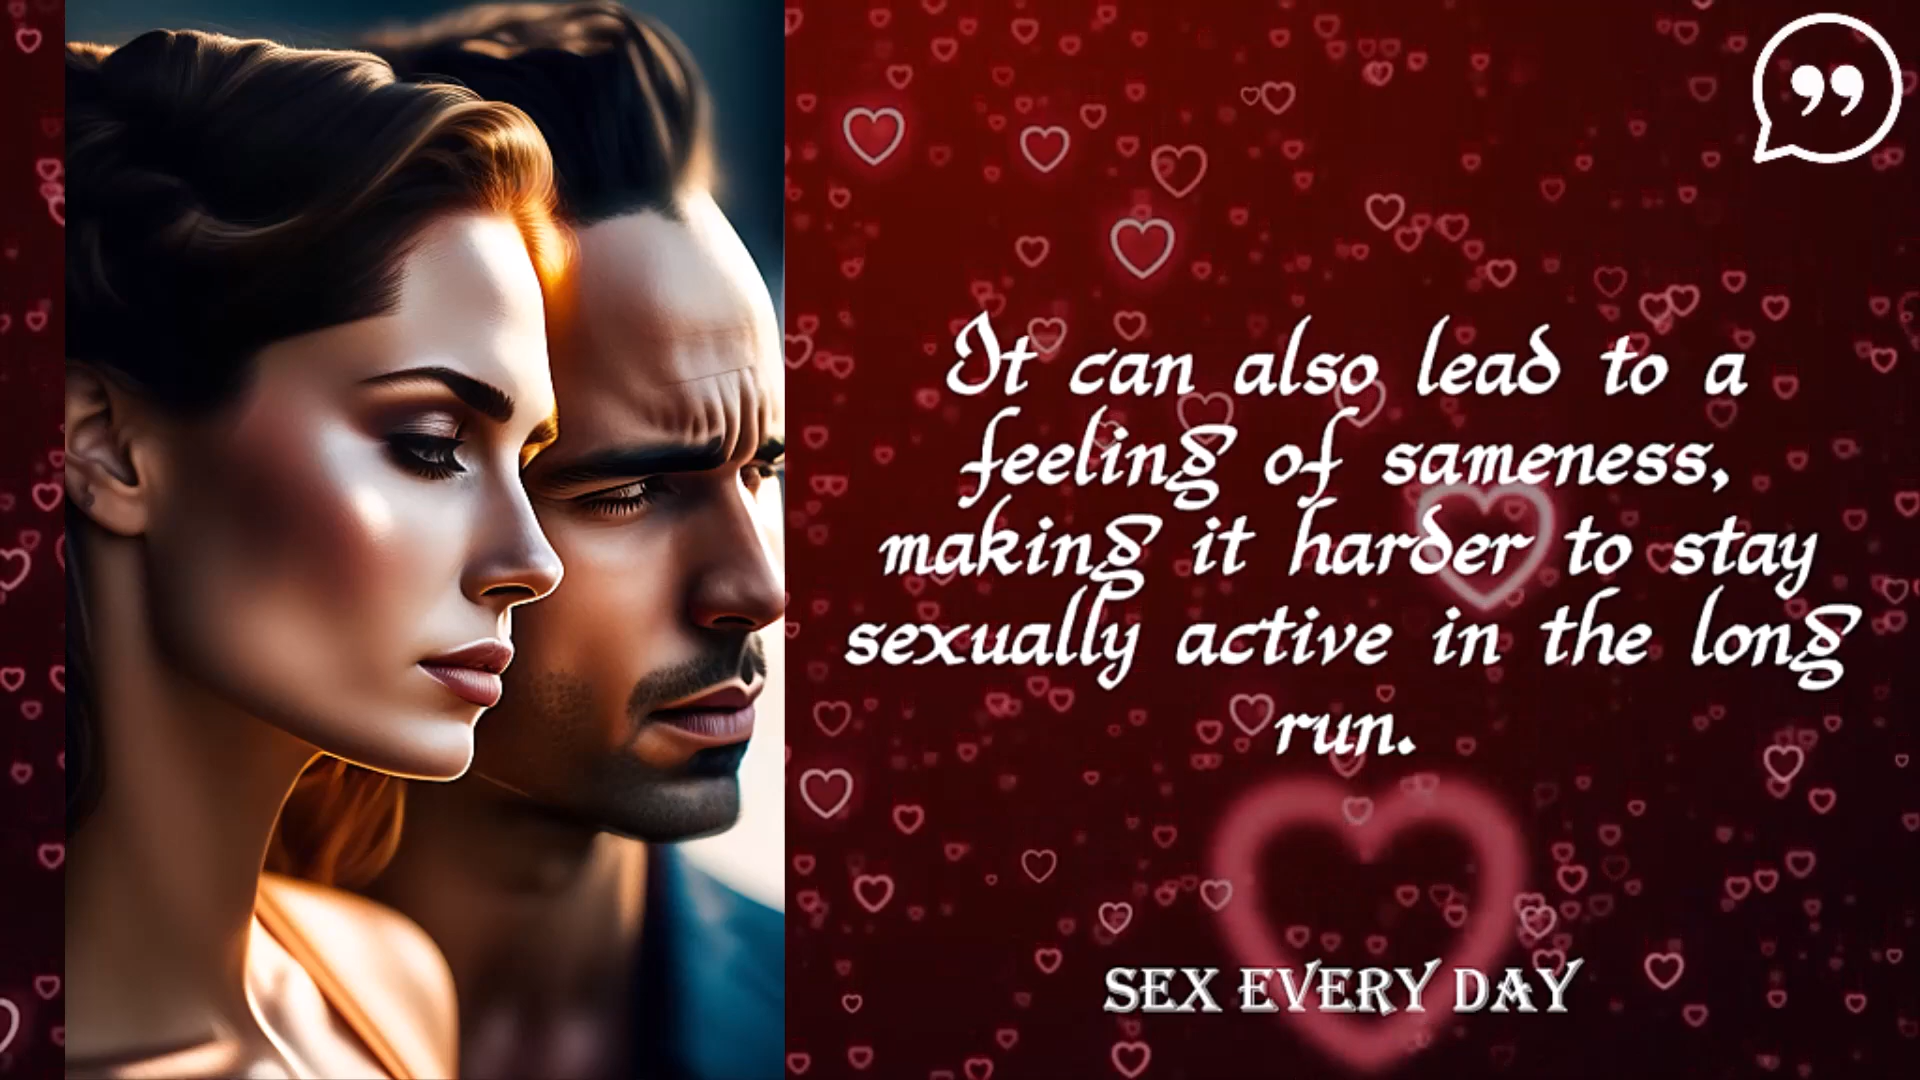 It can also lead to a
feeling of sameness,
making it harder to stay
sexually active in the long
run.
SEX EVERY DAY